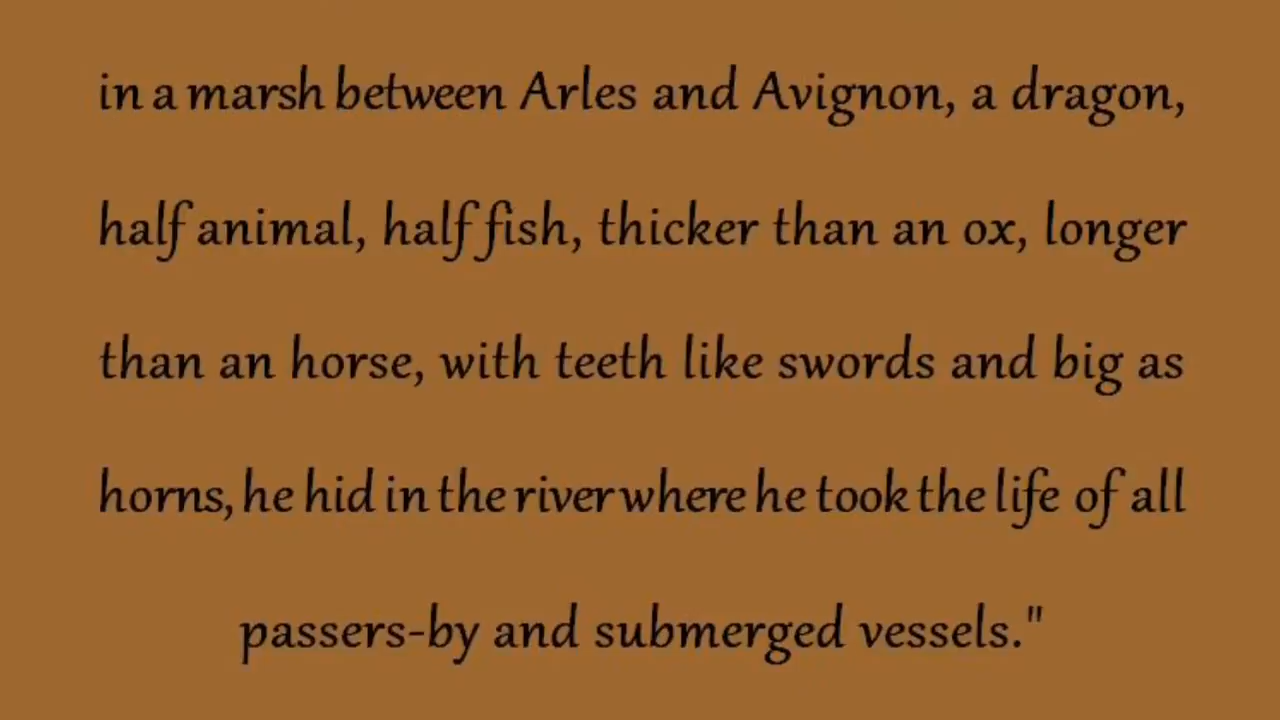 in a marsh between Arles and Avignon, a dragon,
half animal, half fish, thicker than an ox, longer
than an horse, with teeth like swords and big as
horns, he hid in the river where he took the life of all
passers-by and submerged vessels."